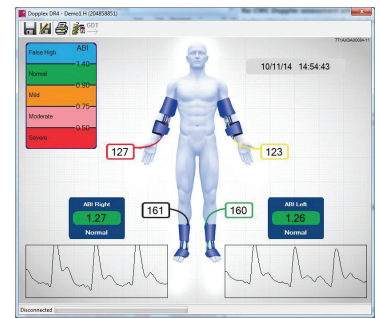 Dopplex DR4 - Demo1 H (204858851)
GDT
771AX0A20084-11
ABI
False High
1.40
Normal
0.90
Mild
0.75
Moderate
0.50
Severe
10/11/14 14:54:43
127
123
161
160
ABI Right
1.27
Normal
ABI Left
1.26
Normal
Disconnected